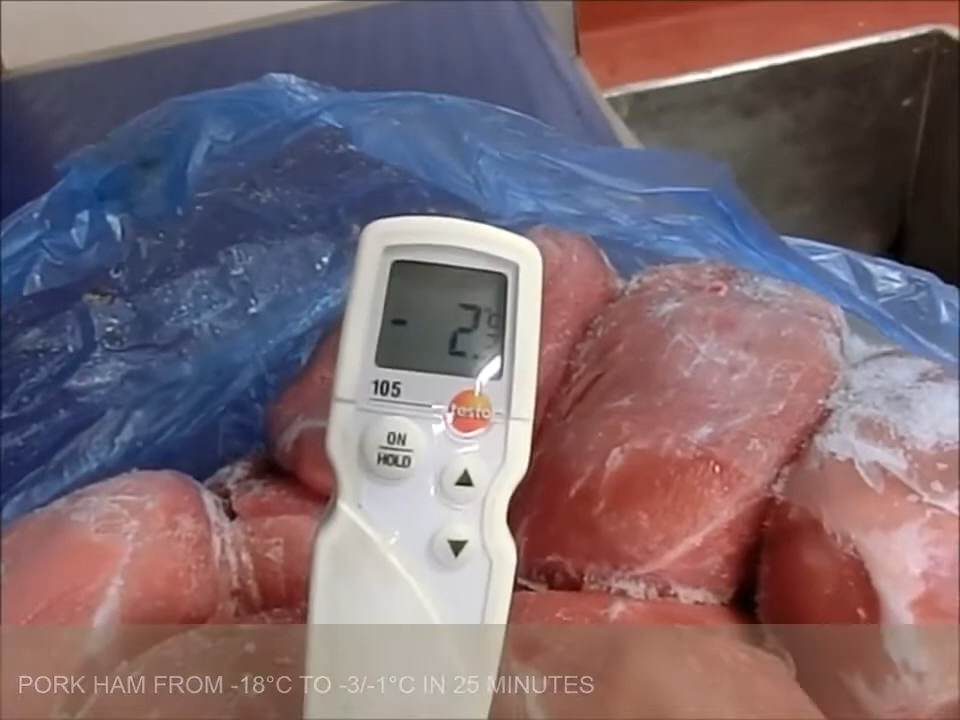 - 2.9
105
testo
ON
HOLD
PORK HAM FROM -18°C TO -3/-1°C IN 25 MINUTES